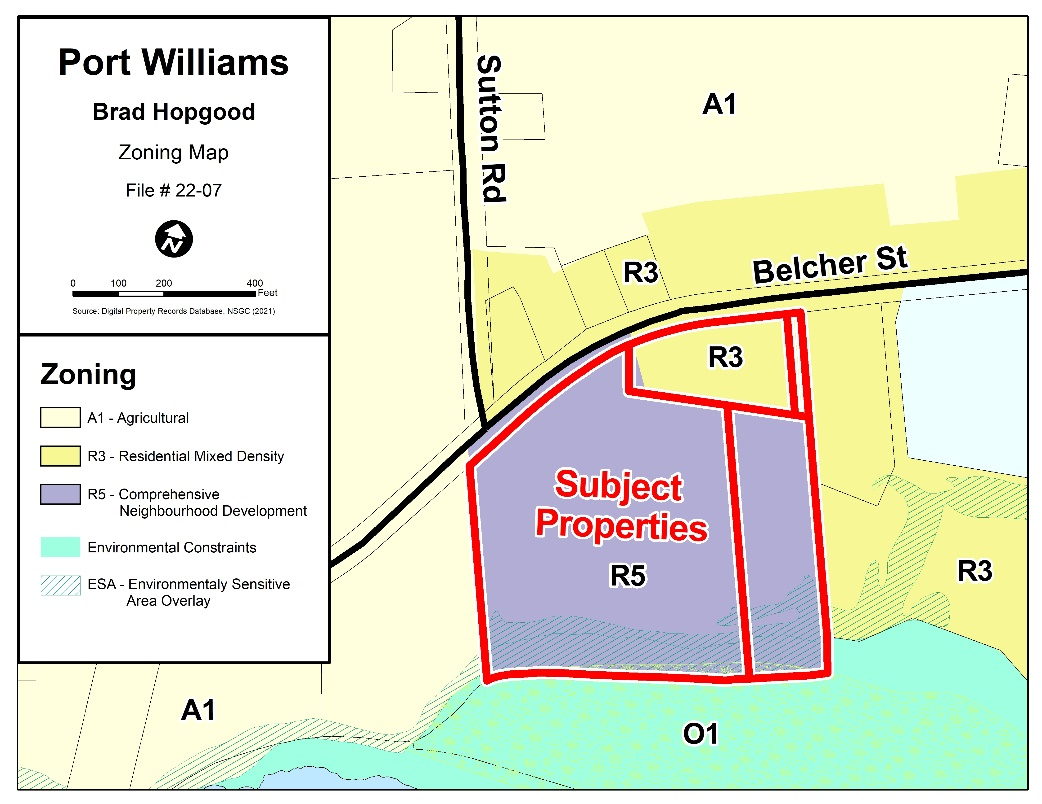 Port Williams
Brad Hopgood
Zoning Map
File # 22-07
N
0 100 200 400
Feet
Source: Digital Property Records Database, NSGC (2021)
Zoning
A1 - Agricultural
R3 - Residential Mixed Density
R5 - Comprehensive
Neighbourhood Development
Environmental Constraints
ESA - Environmentaly Sensitive
Area Overlay
Sutton Rd
A1
R3
Belcher St
R3
Subject
Properties
R5
R3
A1
O1